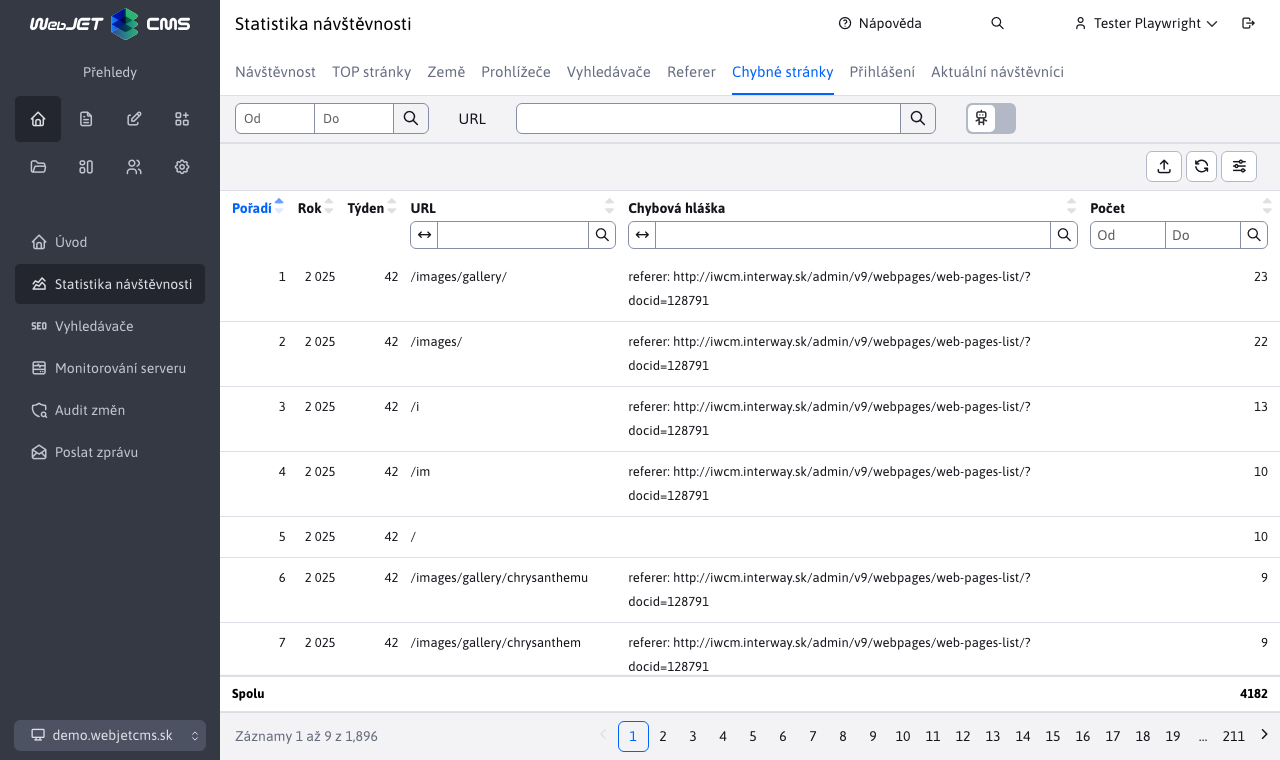 WebJET CMS
Statistika návštěvnosti
Nápověda
Tester Playwright
Přehledy
Návštěvnost TOP stránky Země Prohlížeče Vyhledávače Referer Chybné stránky Přihlášení Aktuální návštěvníci
Od Do URL
Úvod
Statistika návštěvnosti
SEO Vyhledávače
Monitorování serveru
Audit změn
Poslat zprávu
demo.webjetcms.sk
Pořadí Rok Týden URL Chybová hláška Počet
Od Do
1 2 025 42 /images/gallery/ referer: http://iwcm.interway.sk/admin/v9/webpages/web-pages-list/? 23
docid=128791
2 2 025 42 /images/ referer: http://iwcm.interway.sk/admin/v9/webpages/web-pages-list/? 22
docid=128791
3 2 025 42 /i referer: http://iwcm.interway.sk/admin/v9/webpages/web-pages-list/? 13
docid=128791
4 2 025 42 /im referer: http://iwcm.interway.sk/admin/v9/webpages/web-pages-list/? 10
docid=128791
5 2 025 42 / 10
6 2 025 42 /images/gallery/chrysanthemu referer: http://iwcm.interway.sk/admin/v9/webpages/web-pages-list/? 9
docid=128791
7 2 025 42 /images/gallery/chrysanthem referer: http://iwcm.interway.sk/admin/v9/webpages/web-pages-list/? 9
docid=128791
Spolu 4182
Záznamy 1 až 9 z 1,896
1 2 3 4 5 6 7 8 9 10 11 12 13 14 15 16 17 18 19 … 211